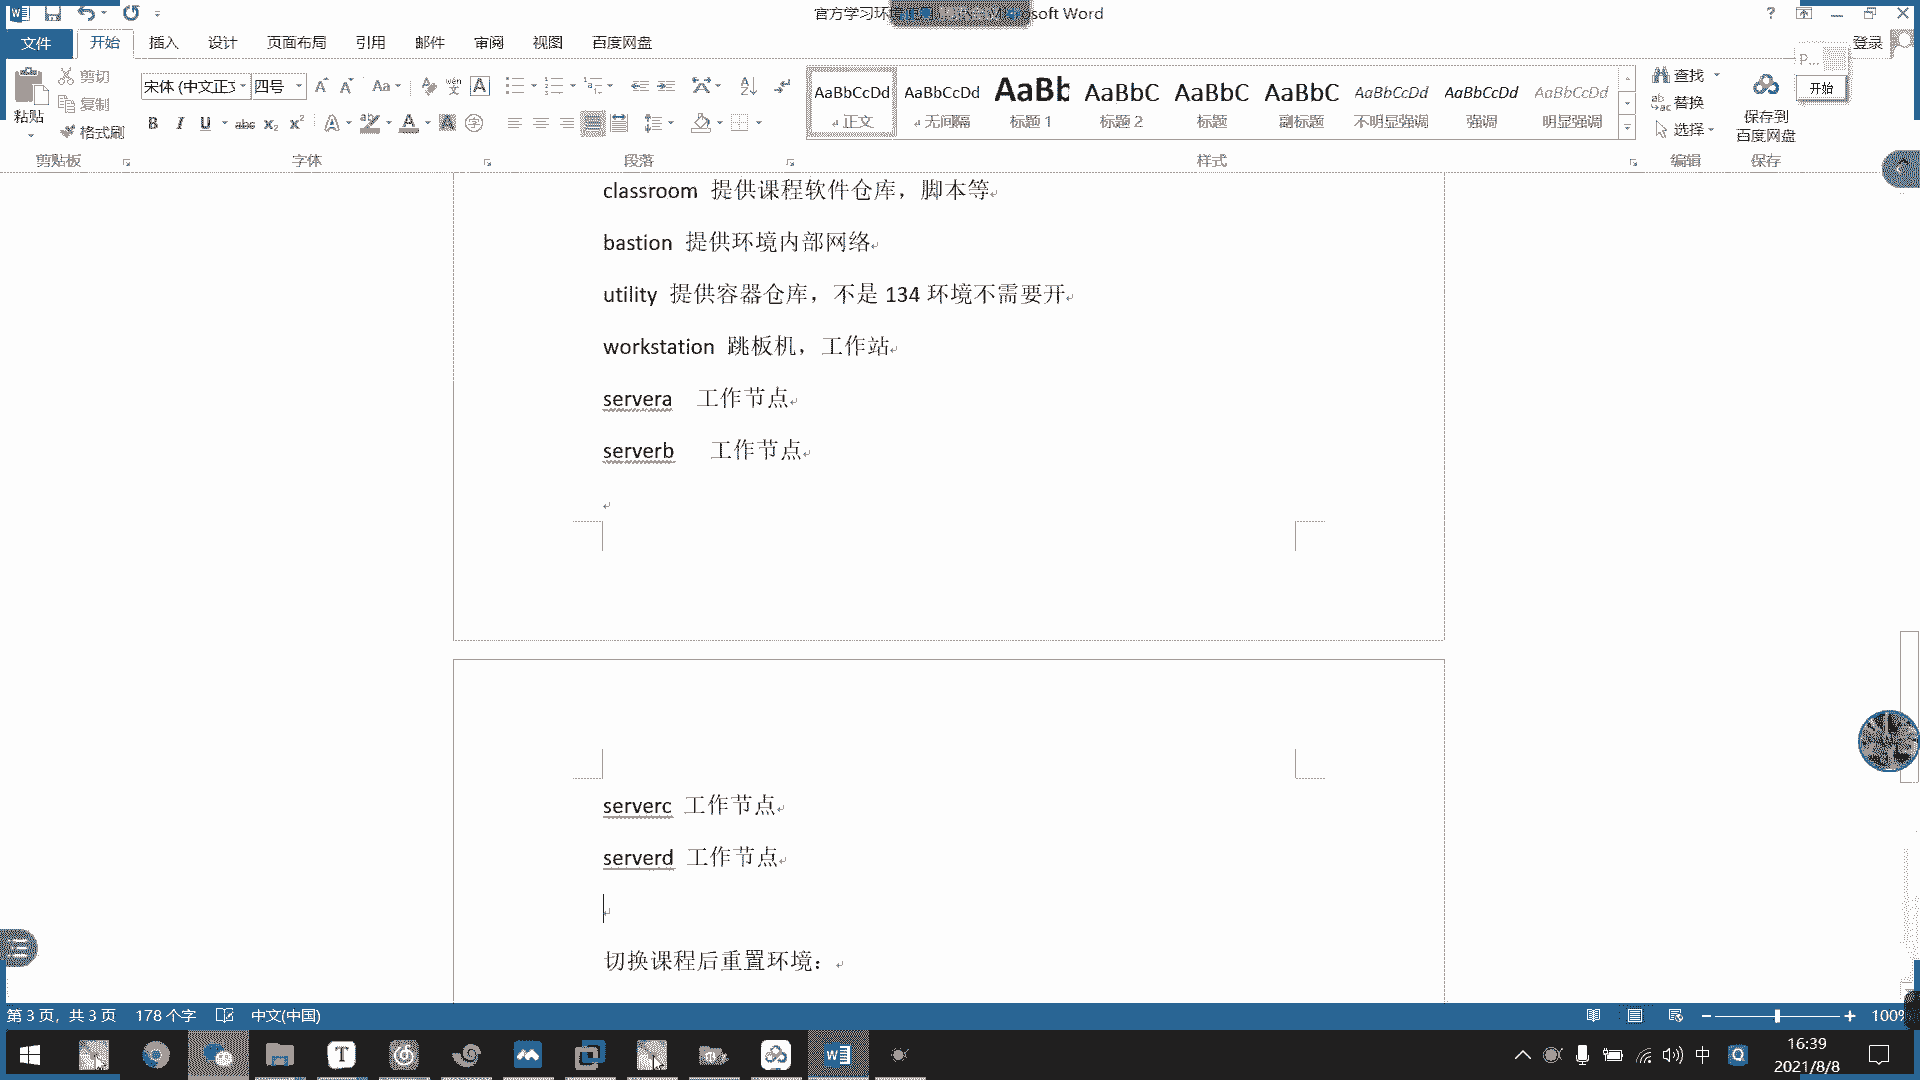 官方学习环境 osoft Word
文件 开始 插入 设计 页面布局 引用 邮件 审阅 视图 百度网盘 登录
P...
开始
粘贴 剪切
复制
格式刷
宋体 (中文正文 四号
AaBbCcDd AaBbCcDd AaBb AaBbC AaBbC AaBbC AaBbCcDd AaBbCcDd AaBbCcDd
正文 无间隔 标题 1 标题 2 标题 副标题 不明显强调 强调 明显强调
查找
替换
选择
保存到
百度网盘
剪贴板 字体 段落 样式 编辑 保存
classroom 提供课程软件仓库，脚本等
bastion 提供环境内部网络
utility 提供容器仓库，不是 134 环境不需要开
workstation 跳板机，工作站
servera 工作节点
serverb 工作节点
serverc 工作节点
serverd 工作节点
切换课程后重置环境：
第 3 页，共 3 页 178 个字 中文(中国) 100%
中
16:39
2021/8/8